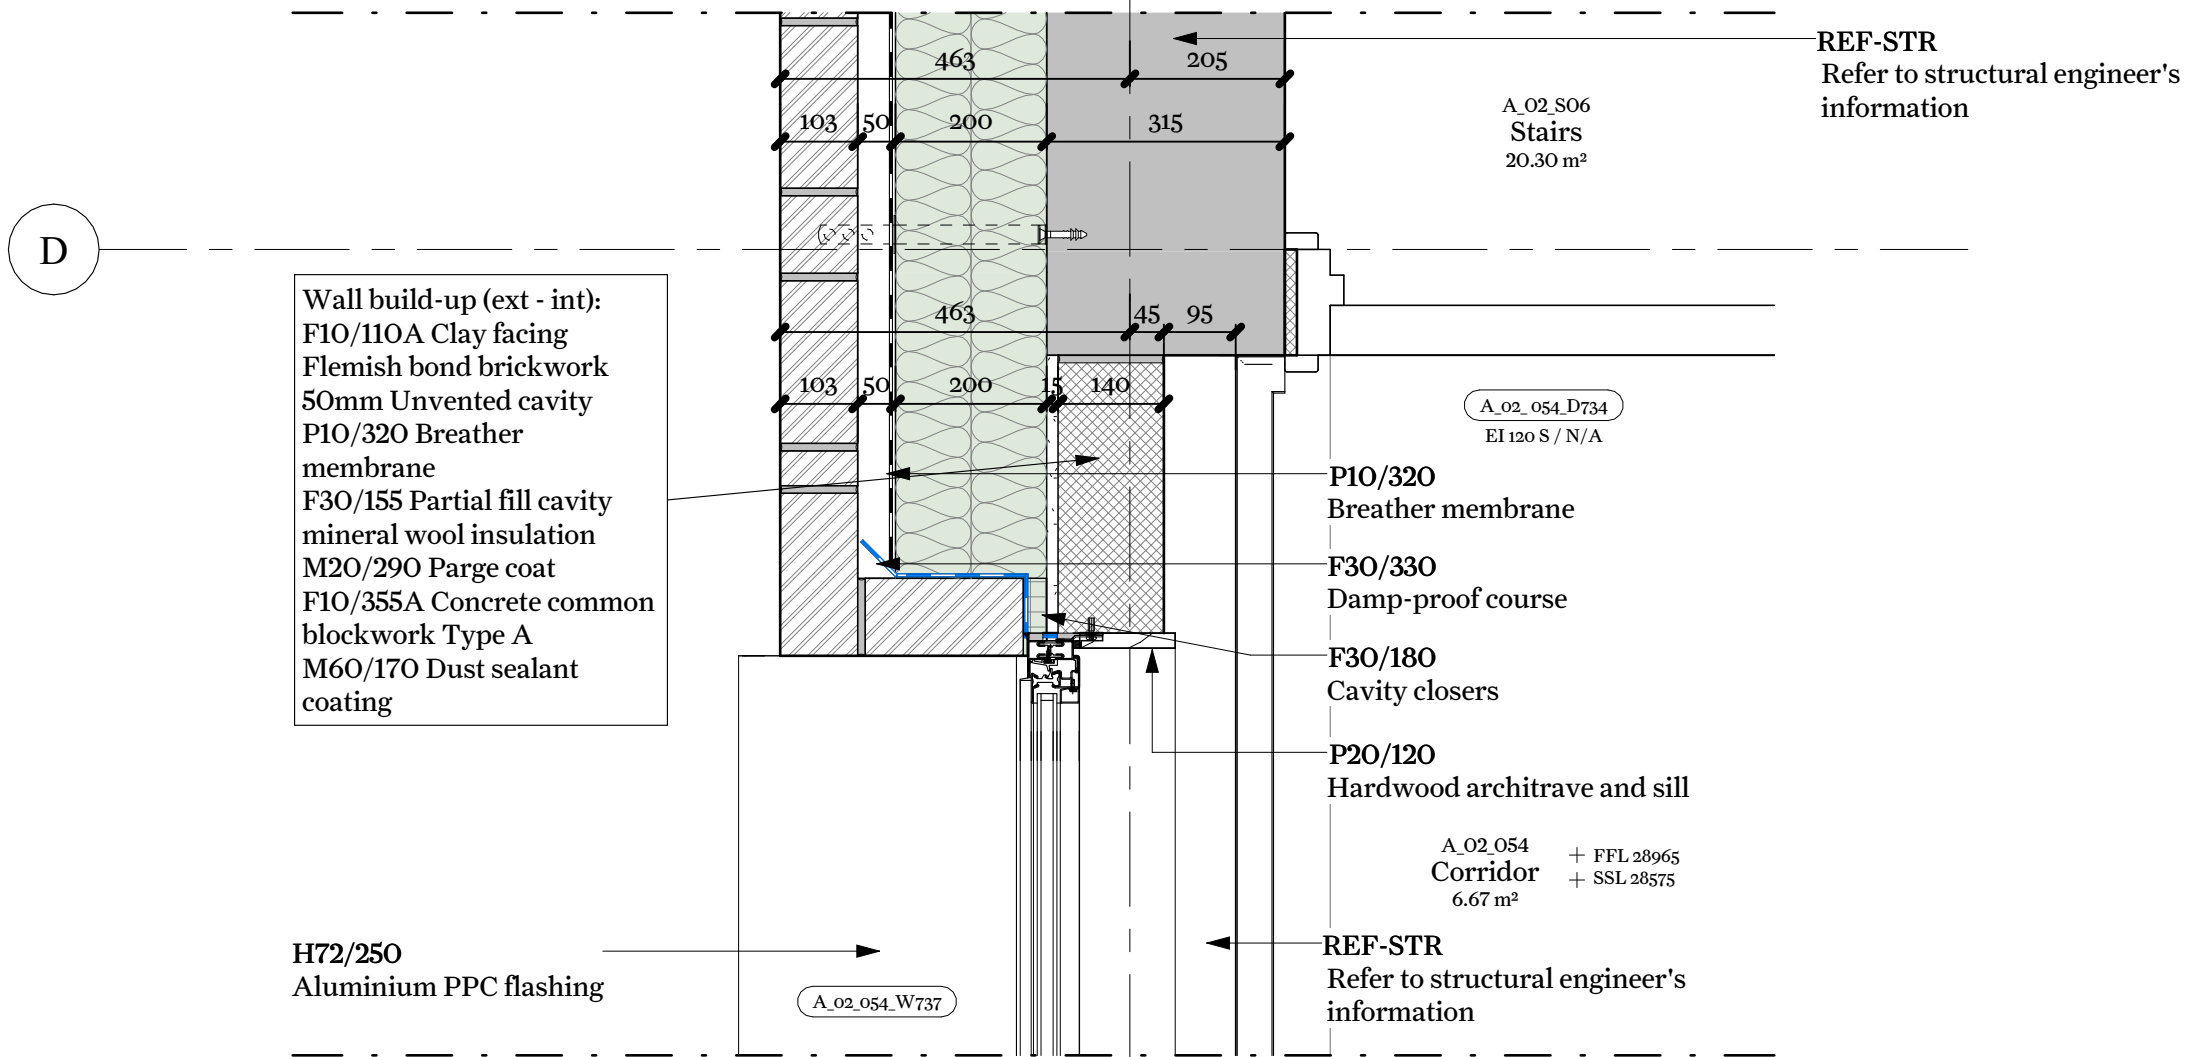 463
205
REF-STR
Refer to structural engineer's
information
A_02_S06
Stairs
20.30 m²
103
50
200
315
D
Wall build-up (ext - int):
F10/110A Clay facing
Flemish bond brickwork
50mm Unvented cavity
P10/320 Breather
membrane
F30/155 Partial fill cavity
mineral wool insulation
M20/290 Parge coat
F10/355A Concrete common
blockwork Type A
M60/170 Dust sealant
coating
463
45
95
103
50
200
15
140
A_02_ 054_D734
EI 120 S / N/A
P10/320
Breather membrane
F30/330
Damp-proof course
F30/180
Cavity closers
P20/120
Hardwood architrave and sill
A_02_054
Corridor
6.67 m²
FFL 28965
SSL 28575
H72/250
Aluminium PPC flashing
A_02_054_W737
REF-STR
Refer to structural engineer's
information